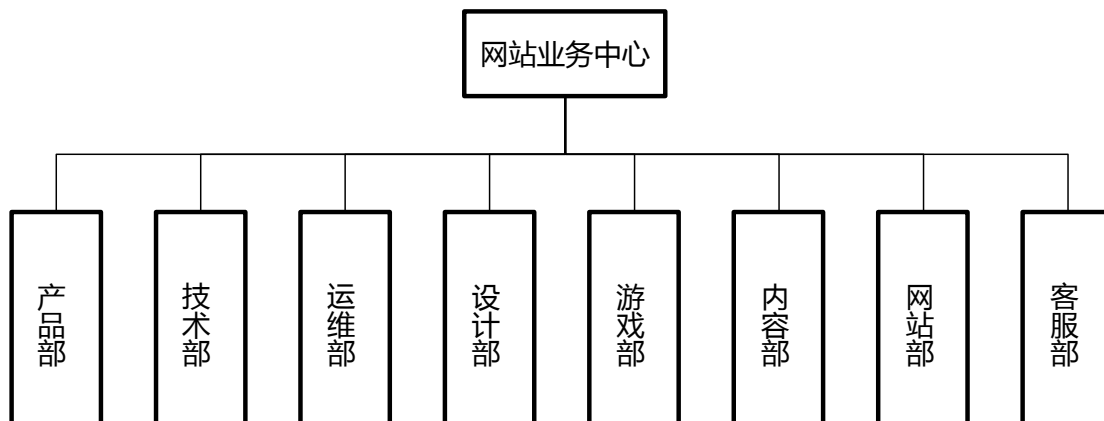 网站业务中心
产品部
技术部
运维部
设计部
游戏部
内容部
网站部
客服部